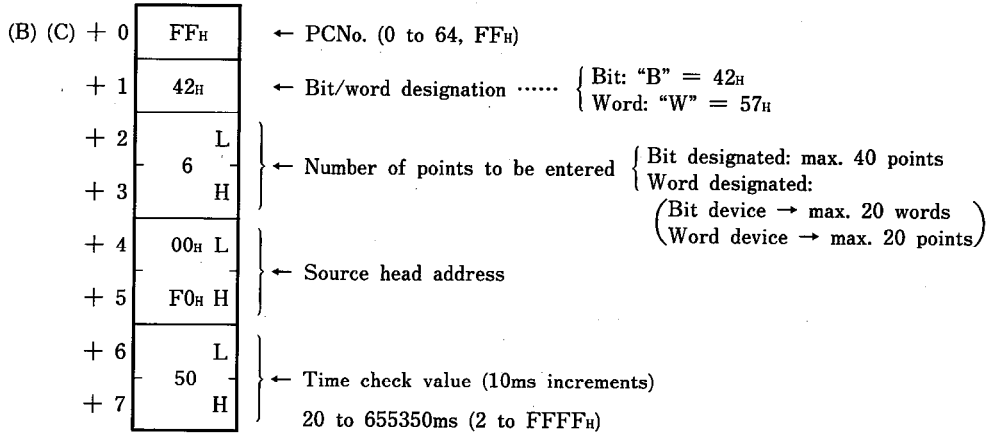 (B) (C) + 0 FFH ← PCNo. (0 to 64, FFH)
+ 1 42H ← Bit/word designation ······ { Bit: “B” = 42H
Word: “W” = 57H
+ 2 L
6 ← Number of points to be entered { Bit designated: max. 40 points
+ 3 H Word designated:
(Bit device → max. 20 words
Word device → max. 20 points)
+ 4 00H L
← Source head address
+ 5 F0H H
+ 6 L
50 ← Time check value (10ms increments)
+ 7 H 20 to 655350ms (2 to FFFFH)